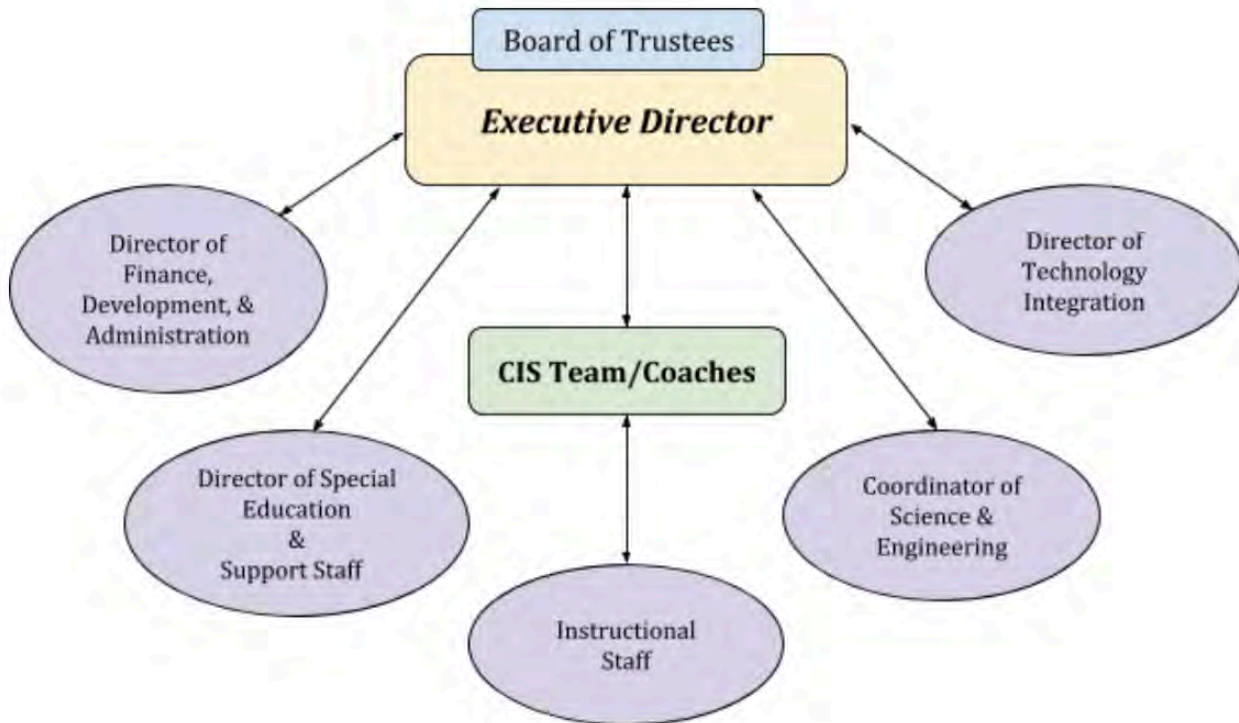 Board of Trustees
Executive Director
Director of
Finance,
Development, &
Administration
Director of
Technology
Integration
CIS Team/Coaches
Director of Special
Education
&
Support Staff
Coordinator of
Science &
Engineering
Instructional
Staff